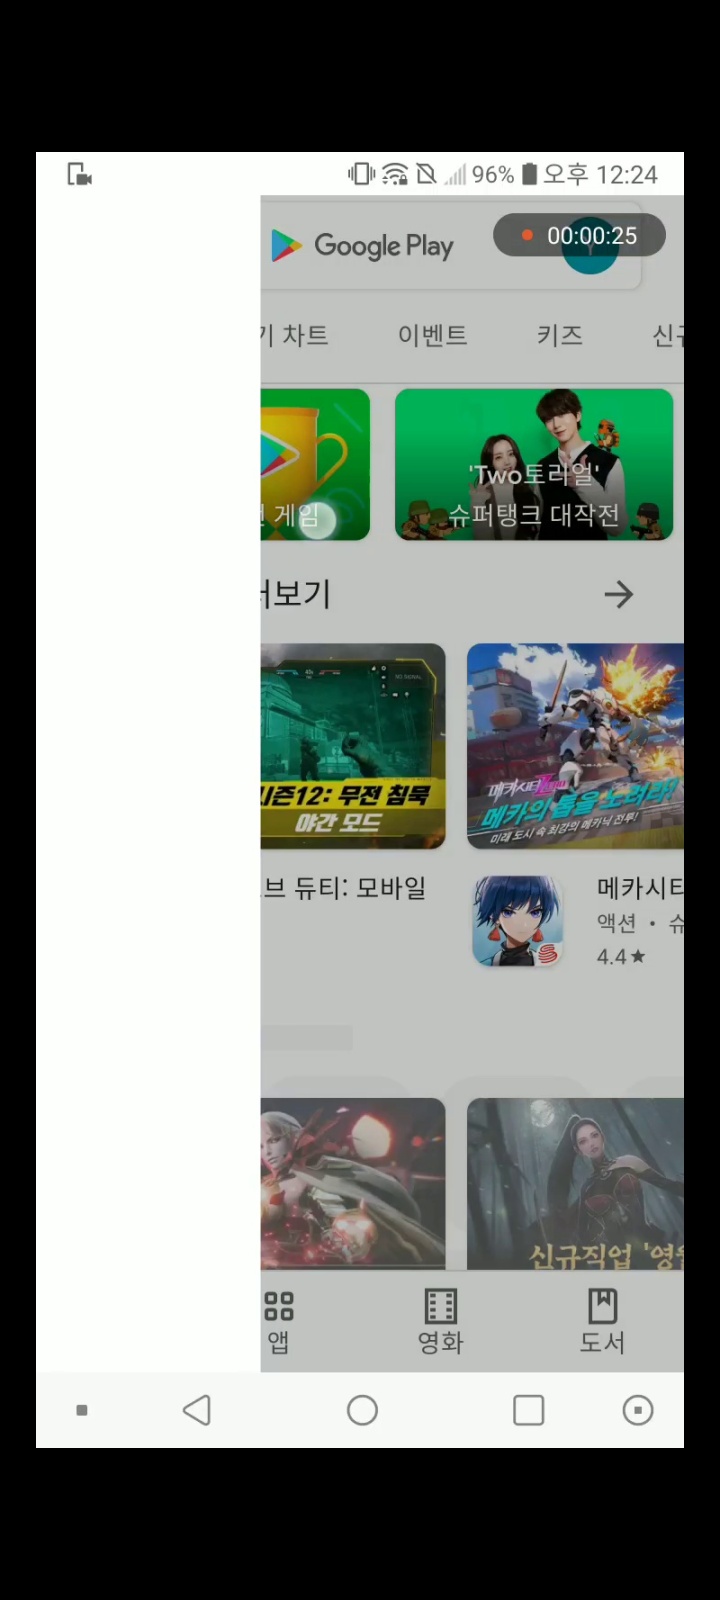 96% 오후 12:24
Google Play
00:00:25
기 차트 이벤트 키즈 신규
게임
'Two토리얼'
슈퍼탱크 대작전
더보기
NO SIGNAL
시즌12: 무전 침묵
야간 모드
메카시티: ZERO
메카의 톱을 노려라!
미래 도시 속 최강의 메카닉 전투!
브 듀티: 모바일
메카시티
액션 • 슈
4.4★
신규직업 '영
앱 영화 도서